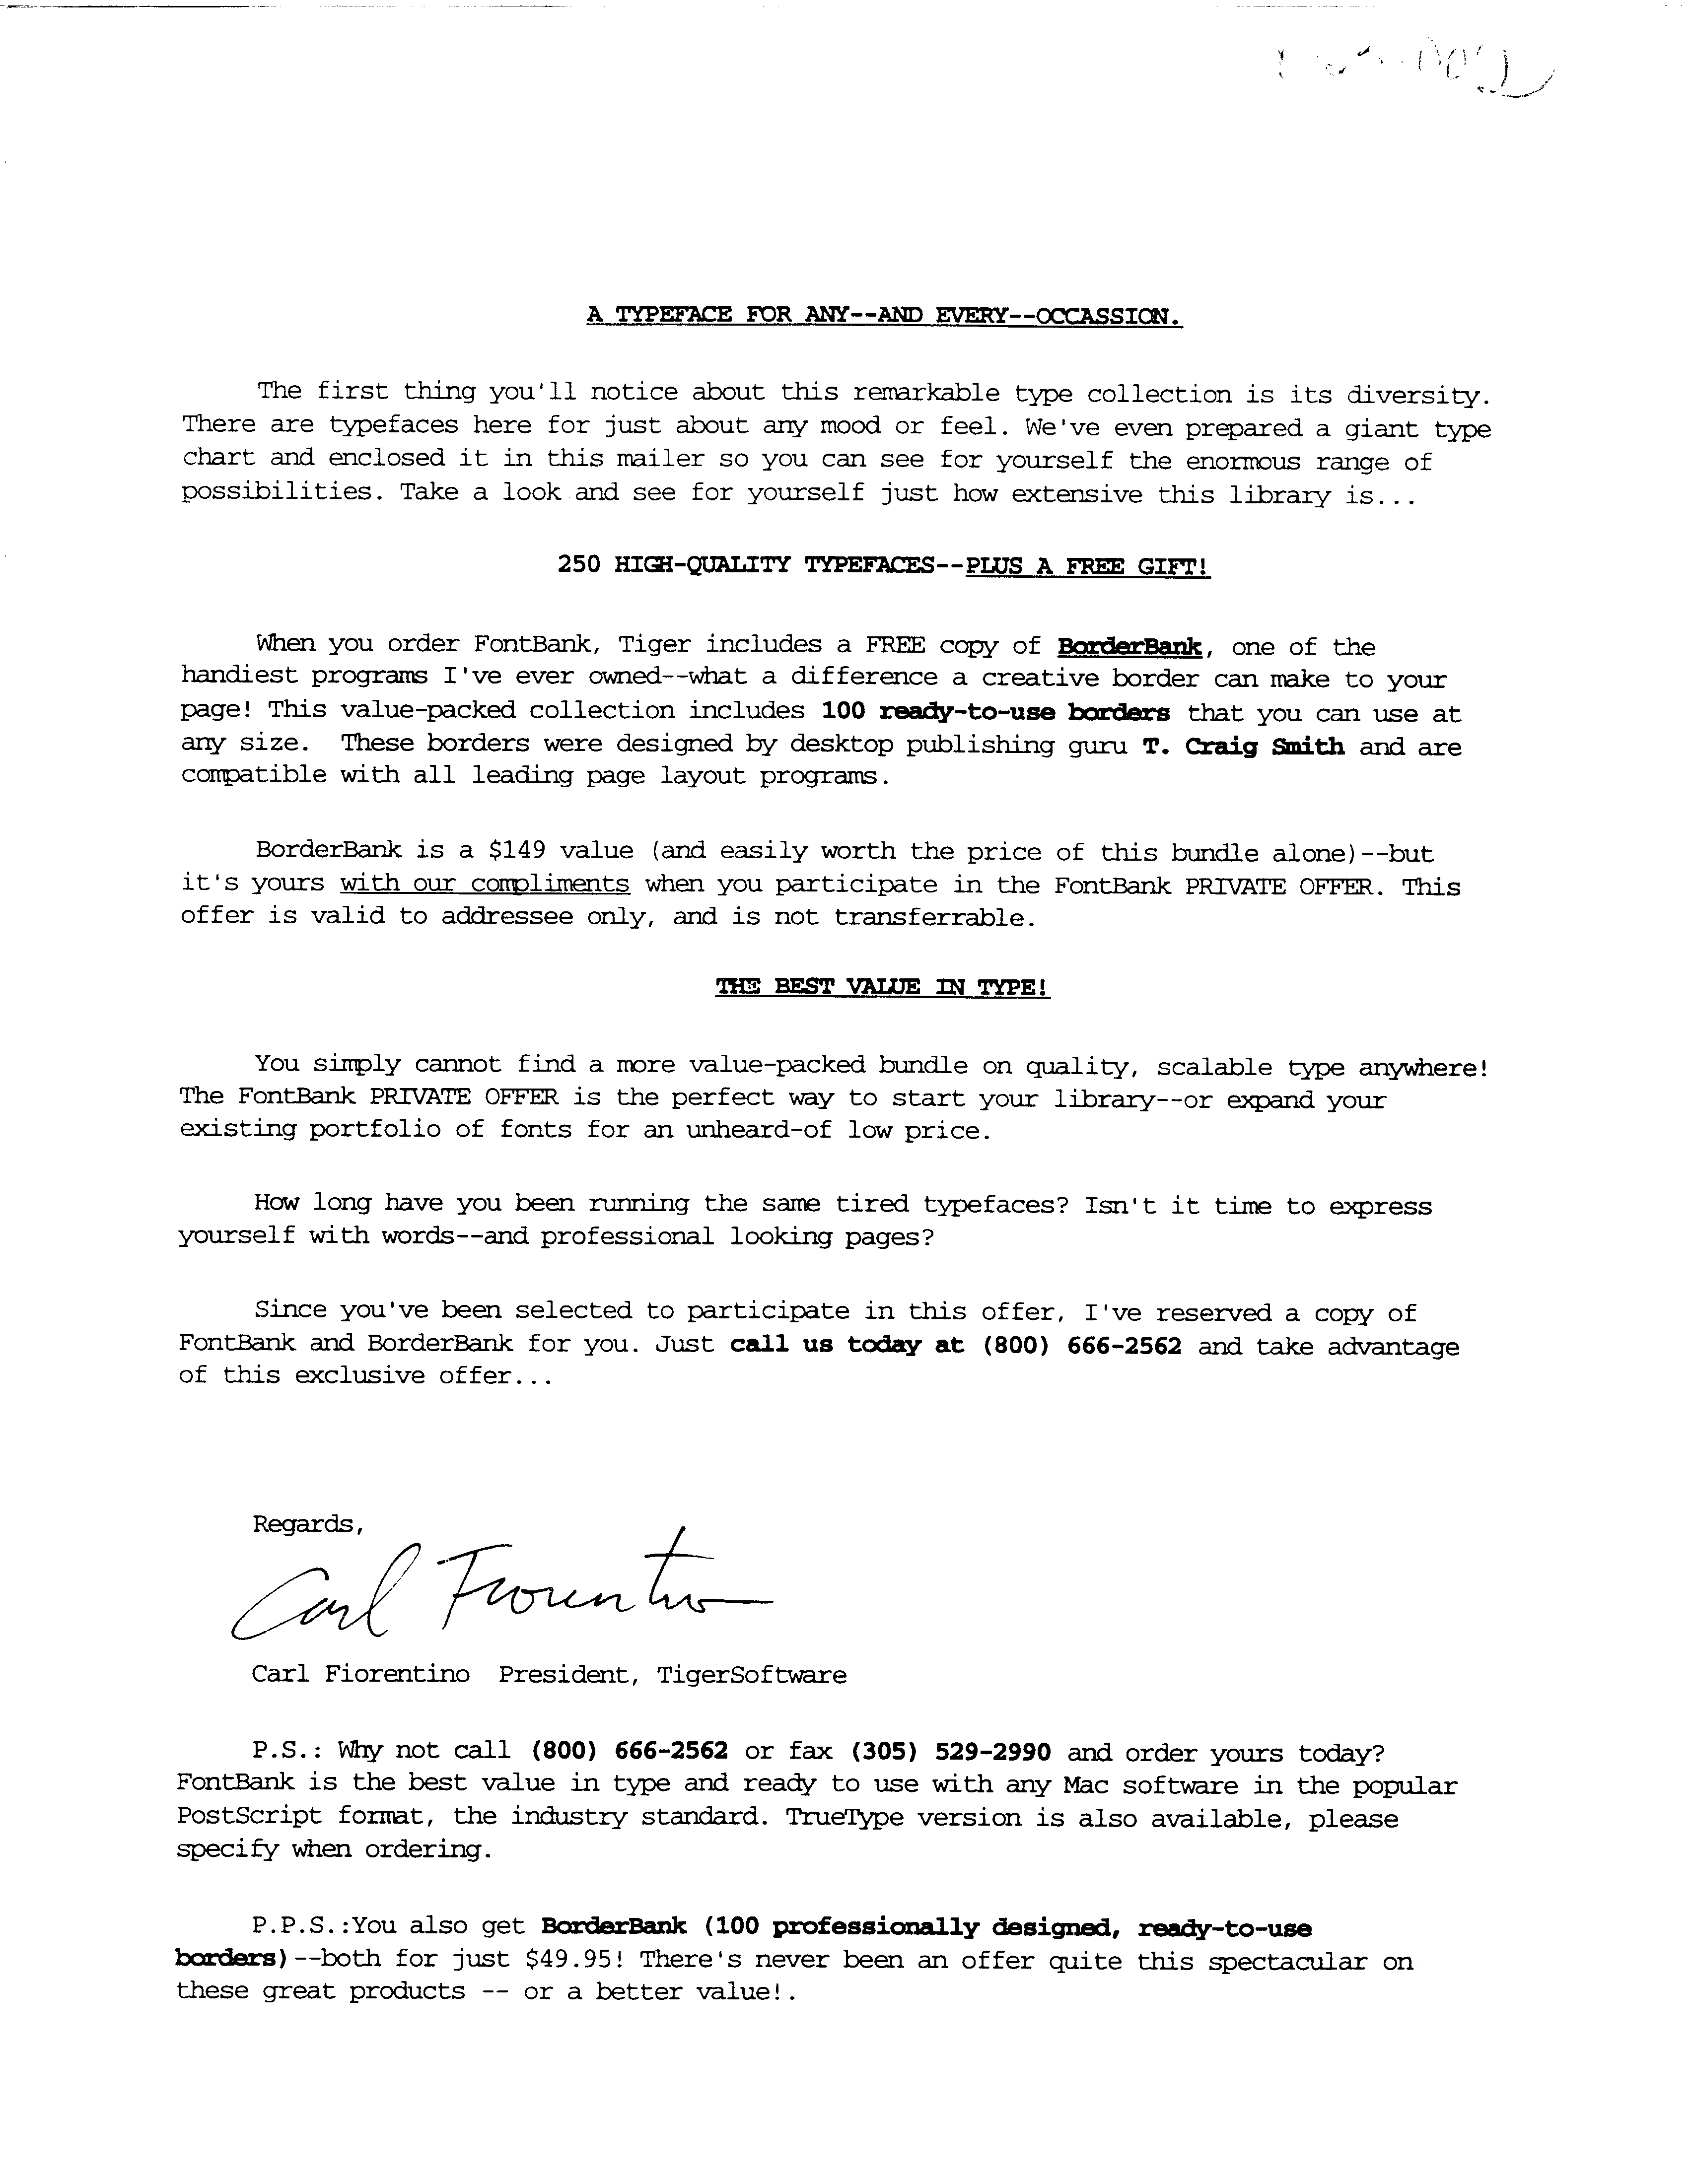 A TYPEFACE FOR ANY--AND EVERY--OCCASSION.
The first thing you'll notice about this remarkable type collection is its diversity.
There are typefaces here for just about any mood or feel. We've even prepared a giant type
chart and enclosed it in this mailer so you can see for yourself the enormous range of
possibilities. Take a look and see for yourself just how extensive this library is...
250 HIGH-QUALITY TYPEFACES--PLUS A FREE GIFT!
When you order FontBank, Tiger includes a FREE copy of BorderBank, one of the
handiest programs I've ever owned--what a difference a creative border can make to your
page! This value-packed collection includes 100 ready-to-use borders that you can use at
any size.  These borders were designed by desktop publishing guru T. Craig Smith and are
compatible with all leading page layout programs.
BorderBank is a $149 value (and easily worth the price of this bundle alone)--but
it's yours with our compliments when you participate in the FontBank PRIVATE OFFER. This
offer is valid to addressee only, and is not transferrable.
THE BEST VALUE IN TYPE!
You simply cannot find a more value-packed bundle on quality, scalable type anywhere!
The FontBank PRIVATE OFFER is the perfect way to start your library--or expand your
existing portfolio of fonts for an unheard-of low price.
How long have you been running the same tired typefaces? Isn't it time to express
yourself with words--and professional looking pages?
Since you've been selected to participate in this offer, I've reserved a copy of
FontBank and BorderBank for you. Just call us today at (800) 666-2562 and take advantage
of this exclusive offer...
Regards,
Carl Fiorentino
Carl Fiorentino  President, TigerSoftware
P.S.: Why not call (800) 666-2562 or fax (305) 529-2990 and order yours today?
FontBank is the best value in type and ready to use with any Mac software in the popular
PostScript format, the industry standard. TrueType version is also available, please
specify when ordering.
P.P.S.:You also get BorderBank (100 professionally designed, ready-to-use
borders)--both for just $49.95! There's never been an offer quite this spectacular on
these great products -- or a better value!.